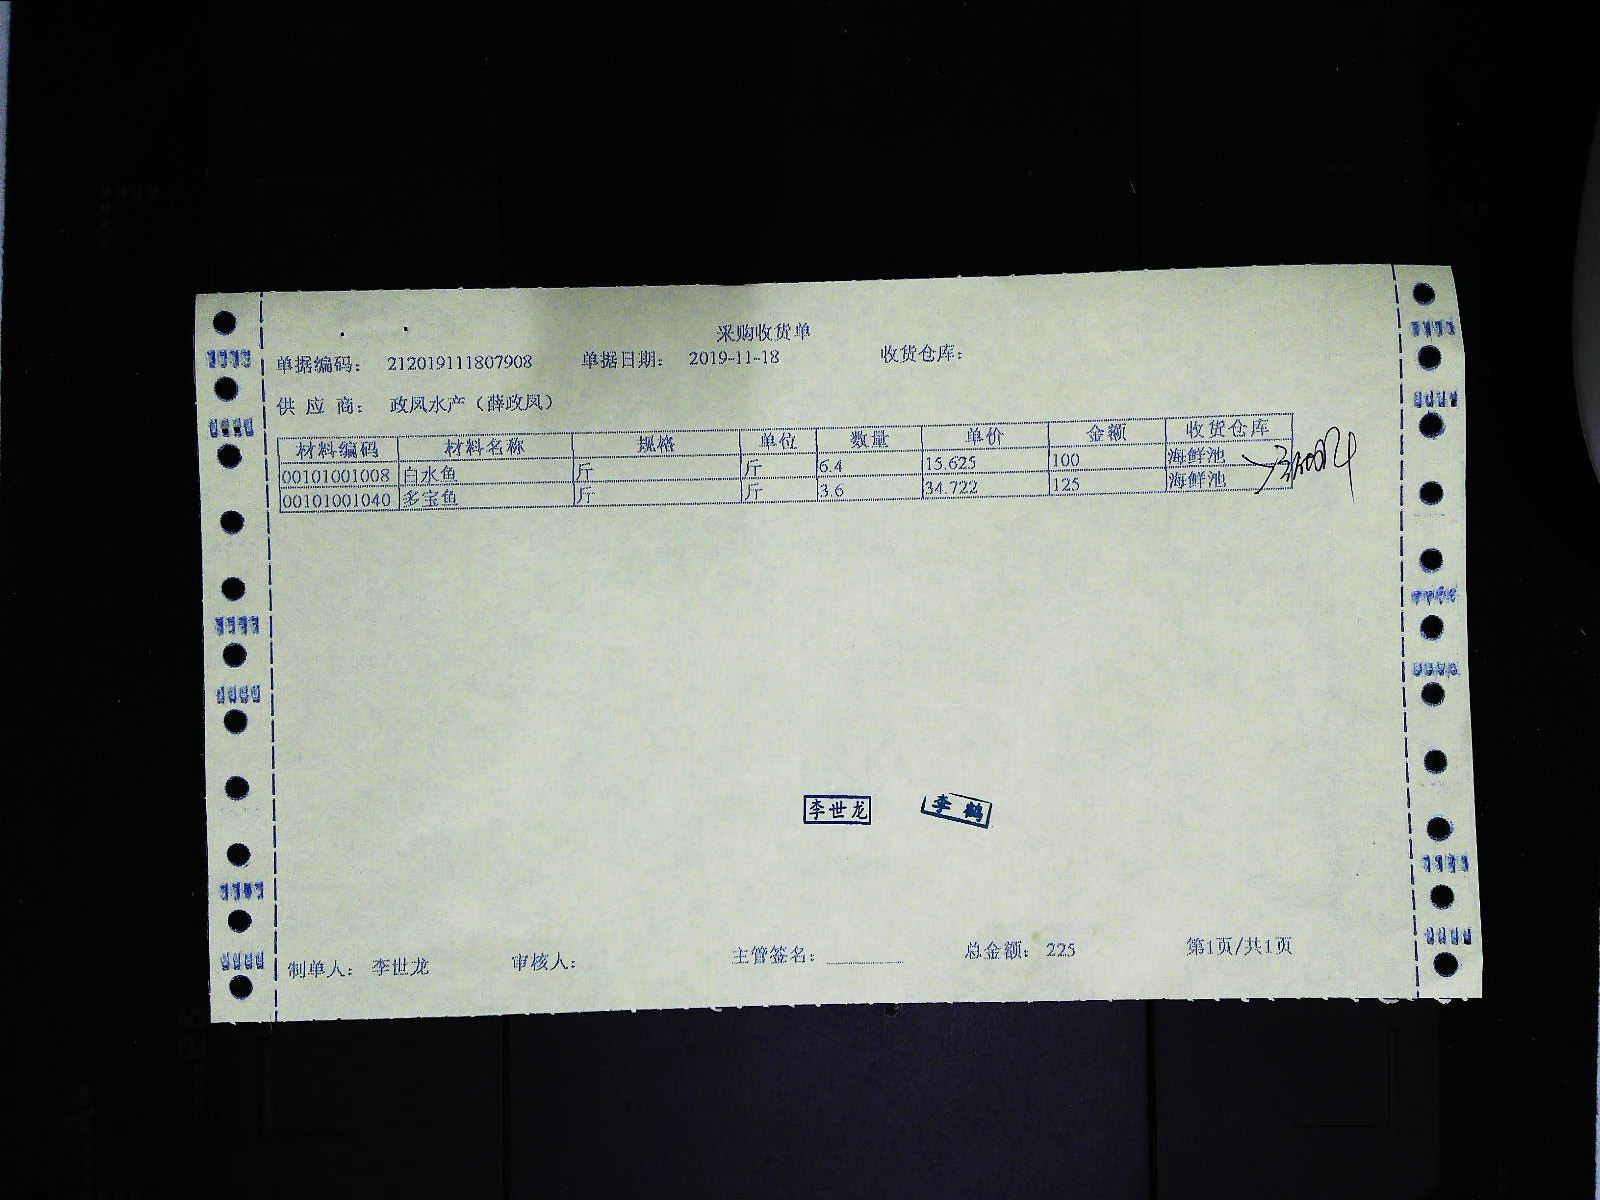 采购收货单
单据编码： 212019111807908 单据日期： 2019-11-18 收货仓库：
供 应 商： 政凤水产（薛政凤）
材料编码 材料名称 规格 单位 数量 单价 金额 收货仓库
00101001008 白水鱼 斤 斤 6.4 15.625 100 海鲜池
00101001040 多宝鱼 斤 斤 3.6 34.722 125 海鲜池
李世龙 李 鹤
制单人： 李世龙 审核人： 主管签名： 总金额： 225 第1页/共1页